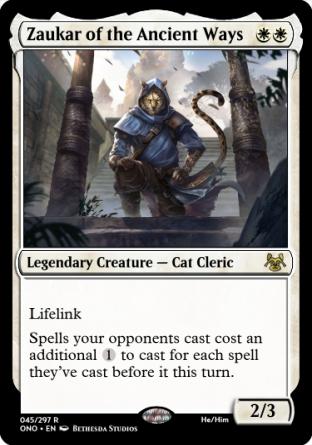 Zaukar of the Ancient Ways
Legendary Creature — Cat Cleric
Lifelink
Spells your opponents cast cost an
additional 1 to cast for each spell
they've cast before it this turn.
2/3
045/297 R
ONO • EN Bethesda Studios
He/Him